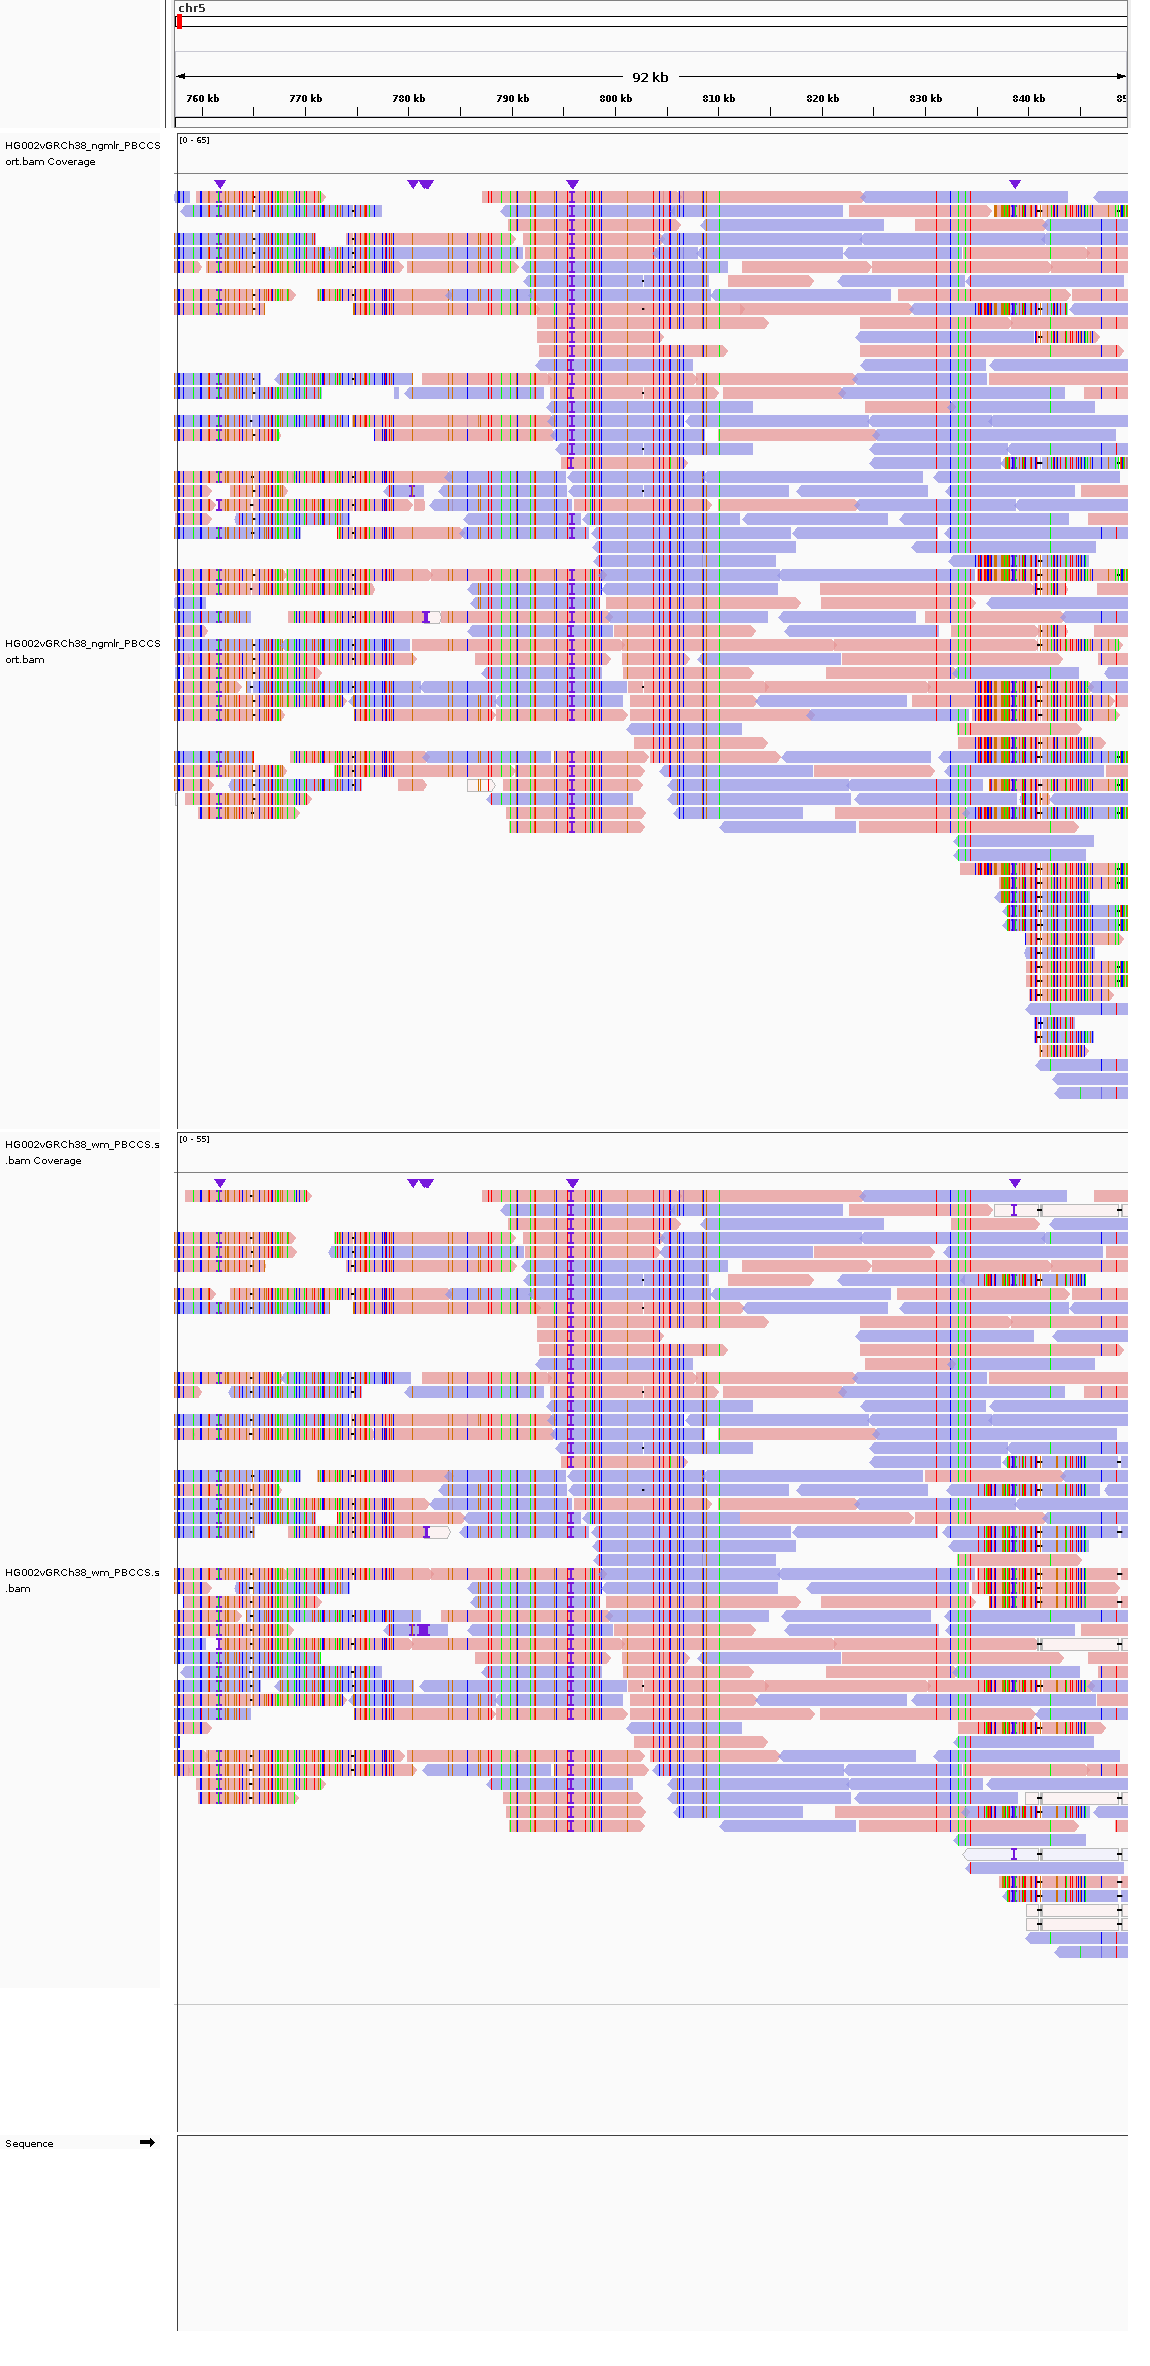 chr5
92 kb
760 kb 770 kb 780 kb 790 kb 800 kb 810 kb 820 kb 830 kb 840 kb 85
HG002vGRCh38_ngmlr_PBCCS
ort.bam Coverage
[0 - 65]
HG002vGRCh38_ngmlr_PBCCS
ort.bam
HG002vGRCh38_wm_PBCCS.s
.bam Coverage
[0 - 55]
HG002vGRCh38_wm_PBCCS.s
.bam
Sequence